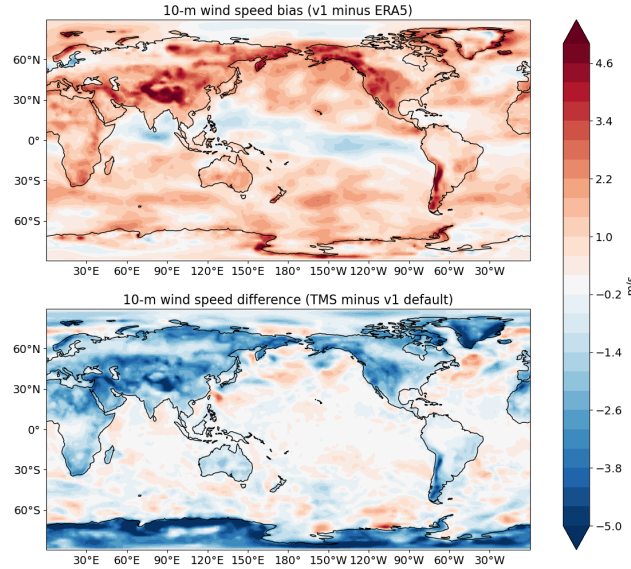 10-m wind speed bias (v1 minus ERA5)
60°N
30°N
0°
30°S
60°S
30°E 60°E 90°E 120°E 150°E 180° 150°W 120°W 90°W 60°W 30°W
10-m wind speed difference (TMS minus v1 default)
60°N
30°N
0°
30°S
60°S
30°E 60°E 90°E 120°E 150°E 180° 150°W 120°W 90°W 60°W 30°W
4.6
3.4
2.2
1.0
−0.2
−1.4
−2.6
−3.8
−5.0
m/s